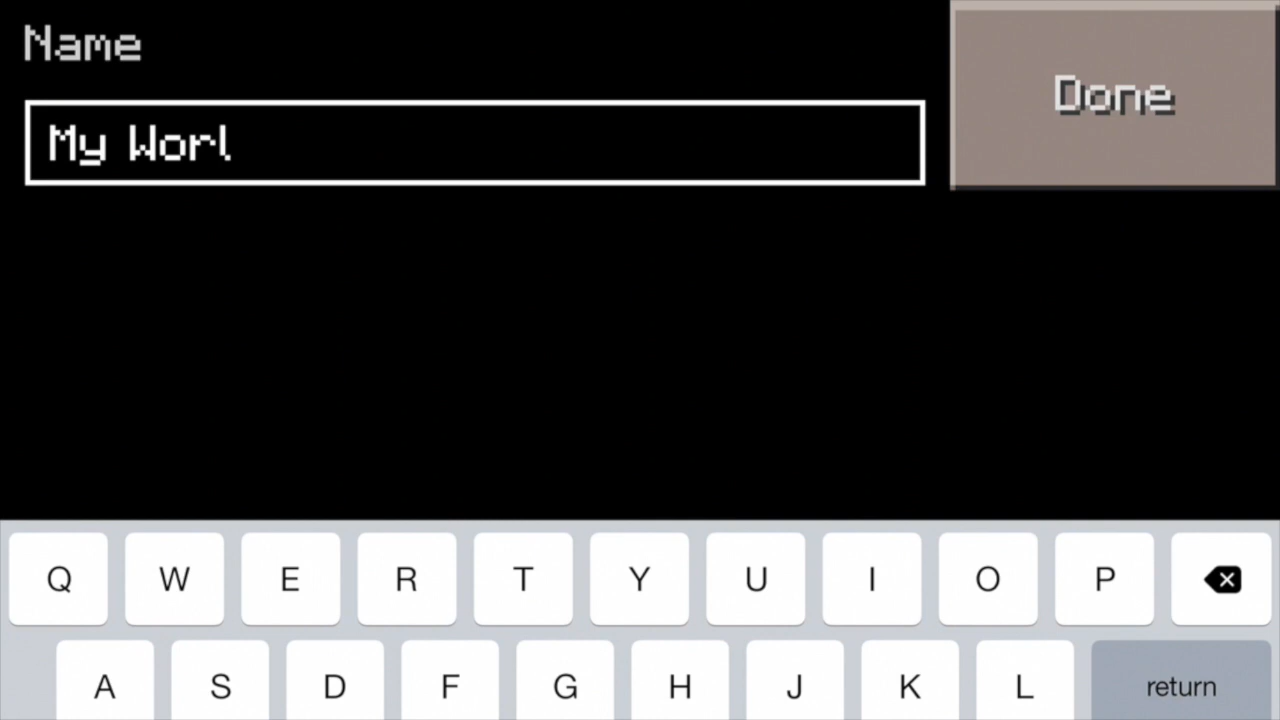 Name
Done
My Worl
Q W E R T Y U I O P
A S D F G H J K L return